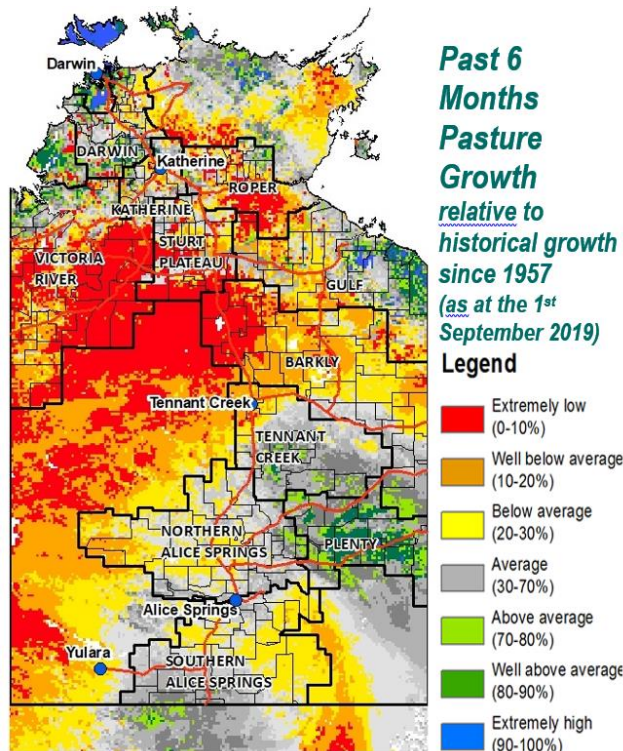 Past 6
Months
Pasture
Growth
relative to
historical growth
since 1957
(as at the 1st
September 2019)
Legend
Extremely low
(0-10%)
Well below average
(10-20%)
Below average
(20-30%)
Average
(30-70%)
Above average
(70-80%)
Well above average
(80-90%)
Extremely high
(90-100%)
Darwin
DARWIN
Katherine
ROPER
KATHERINE
STURT
PLATEAU
VICTORIA
RIVER
GULF
BARKLY
Tennant Creek
TENNANT
CREEK
NORTHERN
ALICE SPRINGS
PLENTY
Alice Springs
Yulara
SOUTHERN
ALICE SPRINGS